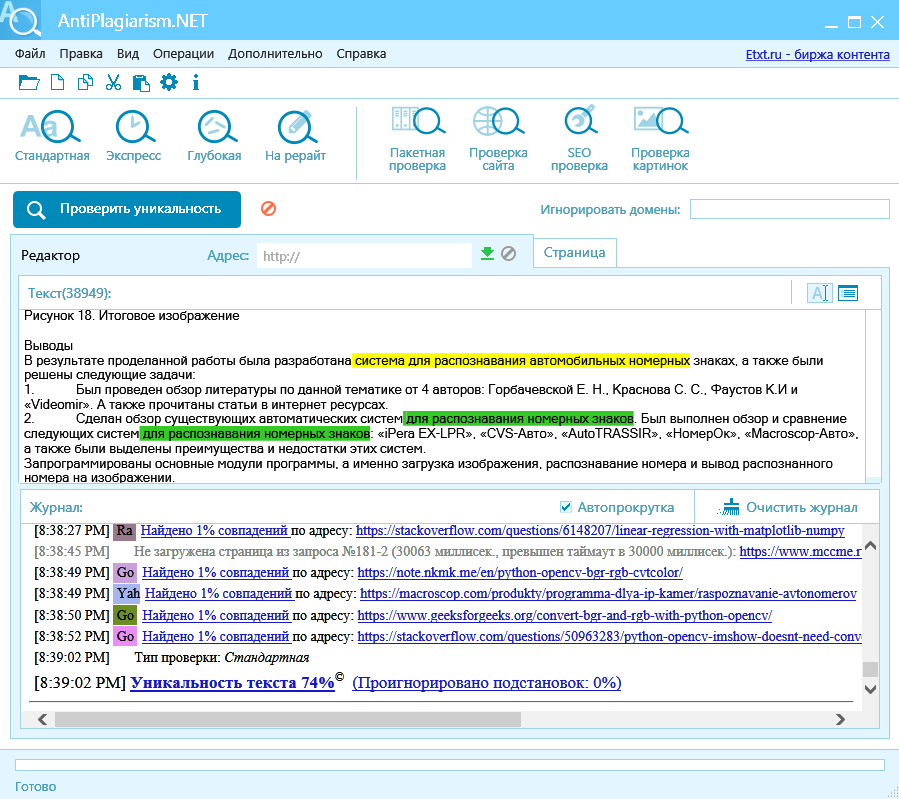 AntiPlagiarism.NET
Файл Правка Вид Операции Дополнительно Справка
Etxt.ru - биржа контента
Aa
Стандартная Экспресс Глубокая На рерайт Пакетная проверка Проверка сайта SEO проверка Проверка картинок
Проверить уникальность
Игнорировать домены:
Редактор Адрес: http:// Страница
Текст(38949):
Рисунок 18. Итоговое изображение
Выводы
В результате проделанной работы была разработана система для распознавания автомобильных номерных знаках, а также были
решены следующие задачи:
1. Был проведен обзор литературы по данной тематике от 4 авторов: Горбачевской Е. Н., Краснова С. С., Фаустов К.И и
«Videomir». А также прочитаны статьи в интернет ресурсах.
2. Сделан обзор существующих автоматических систем для распознавания номерных знаков. Был выполнен обзор и сравнение
следующих систем для распознавания номерных знаков: «iPera EX-LPR», «CVS-Авто», «AutoTRASSIR», «НомерОк», «Macroscop-Авто»,
а также были выделены преимущества и недостатки этих систем.
Запрограммированы основные модули программы, а именно загрузка изображения, распознавание номера и вывод распознанного
номера на изображении.
Журнал: Автопрокрутка Очистить журнал
[8:38:27 PM] Ra Найдено 1% совпадений по адресу: https://stackoverflow.com/questions/6148207/linear-regression-with-matplotlib-numpy
[8:38:45 PM] Не загружена страница из запроса №181-2 (30063 миллисек., превышен таймаут в 30000 миллисек.): https://www.mccme.r
[8:38:49 PM] Go Найдено 1% совпадений по адресу: https://note.nkmk.me/en/python-opencv-bgr-rgb-cvtcolor/
[8:38:49 PM] Yah Найдено 1% совпадений по адресу: https://macroscop.com/produkty/programma-dlya-ip-kamer/raspoznavanie-avtonomerov
[8:38:50 PM] Go Найдено 1% совпадений по адресу: https://www.geeksforgeeks.org/convert-bgr-and-rgb-with-python-opencv/
[8:38:52 PM] Go Найдено 1% совпадений по адресу: https://stackoverflow.com/questions/50963283/python-opencv-imshow-doesnt-need-conv
[8:39:02 PM] Тип проверки: Стандартная
[8:39:02 PM] Уникальность текста 74%© (Проигнорировано подстановок: 0%)
Готово